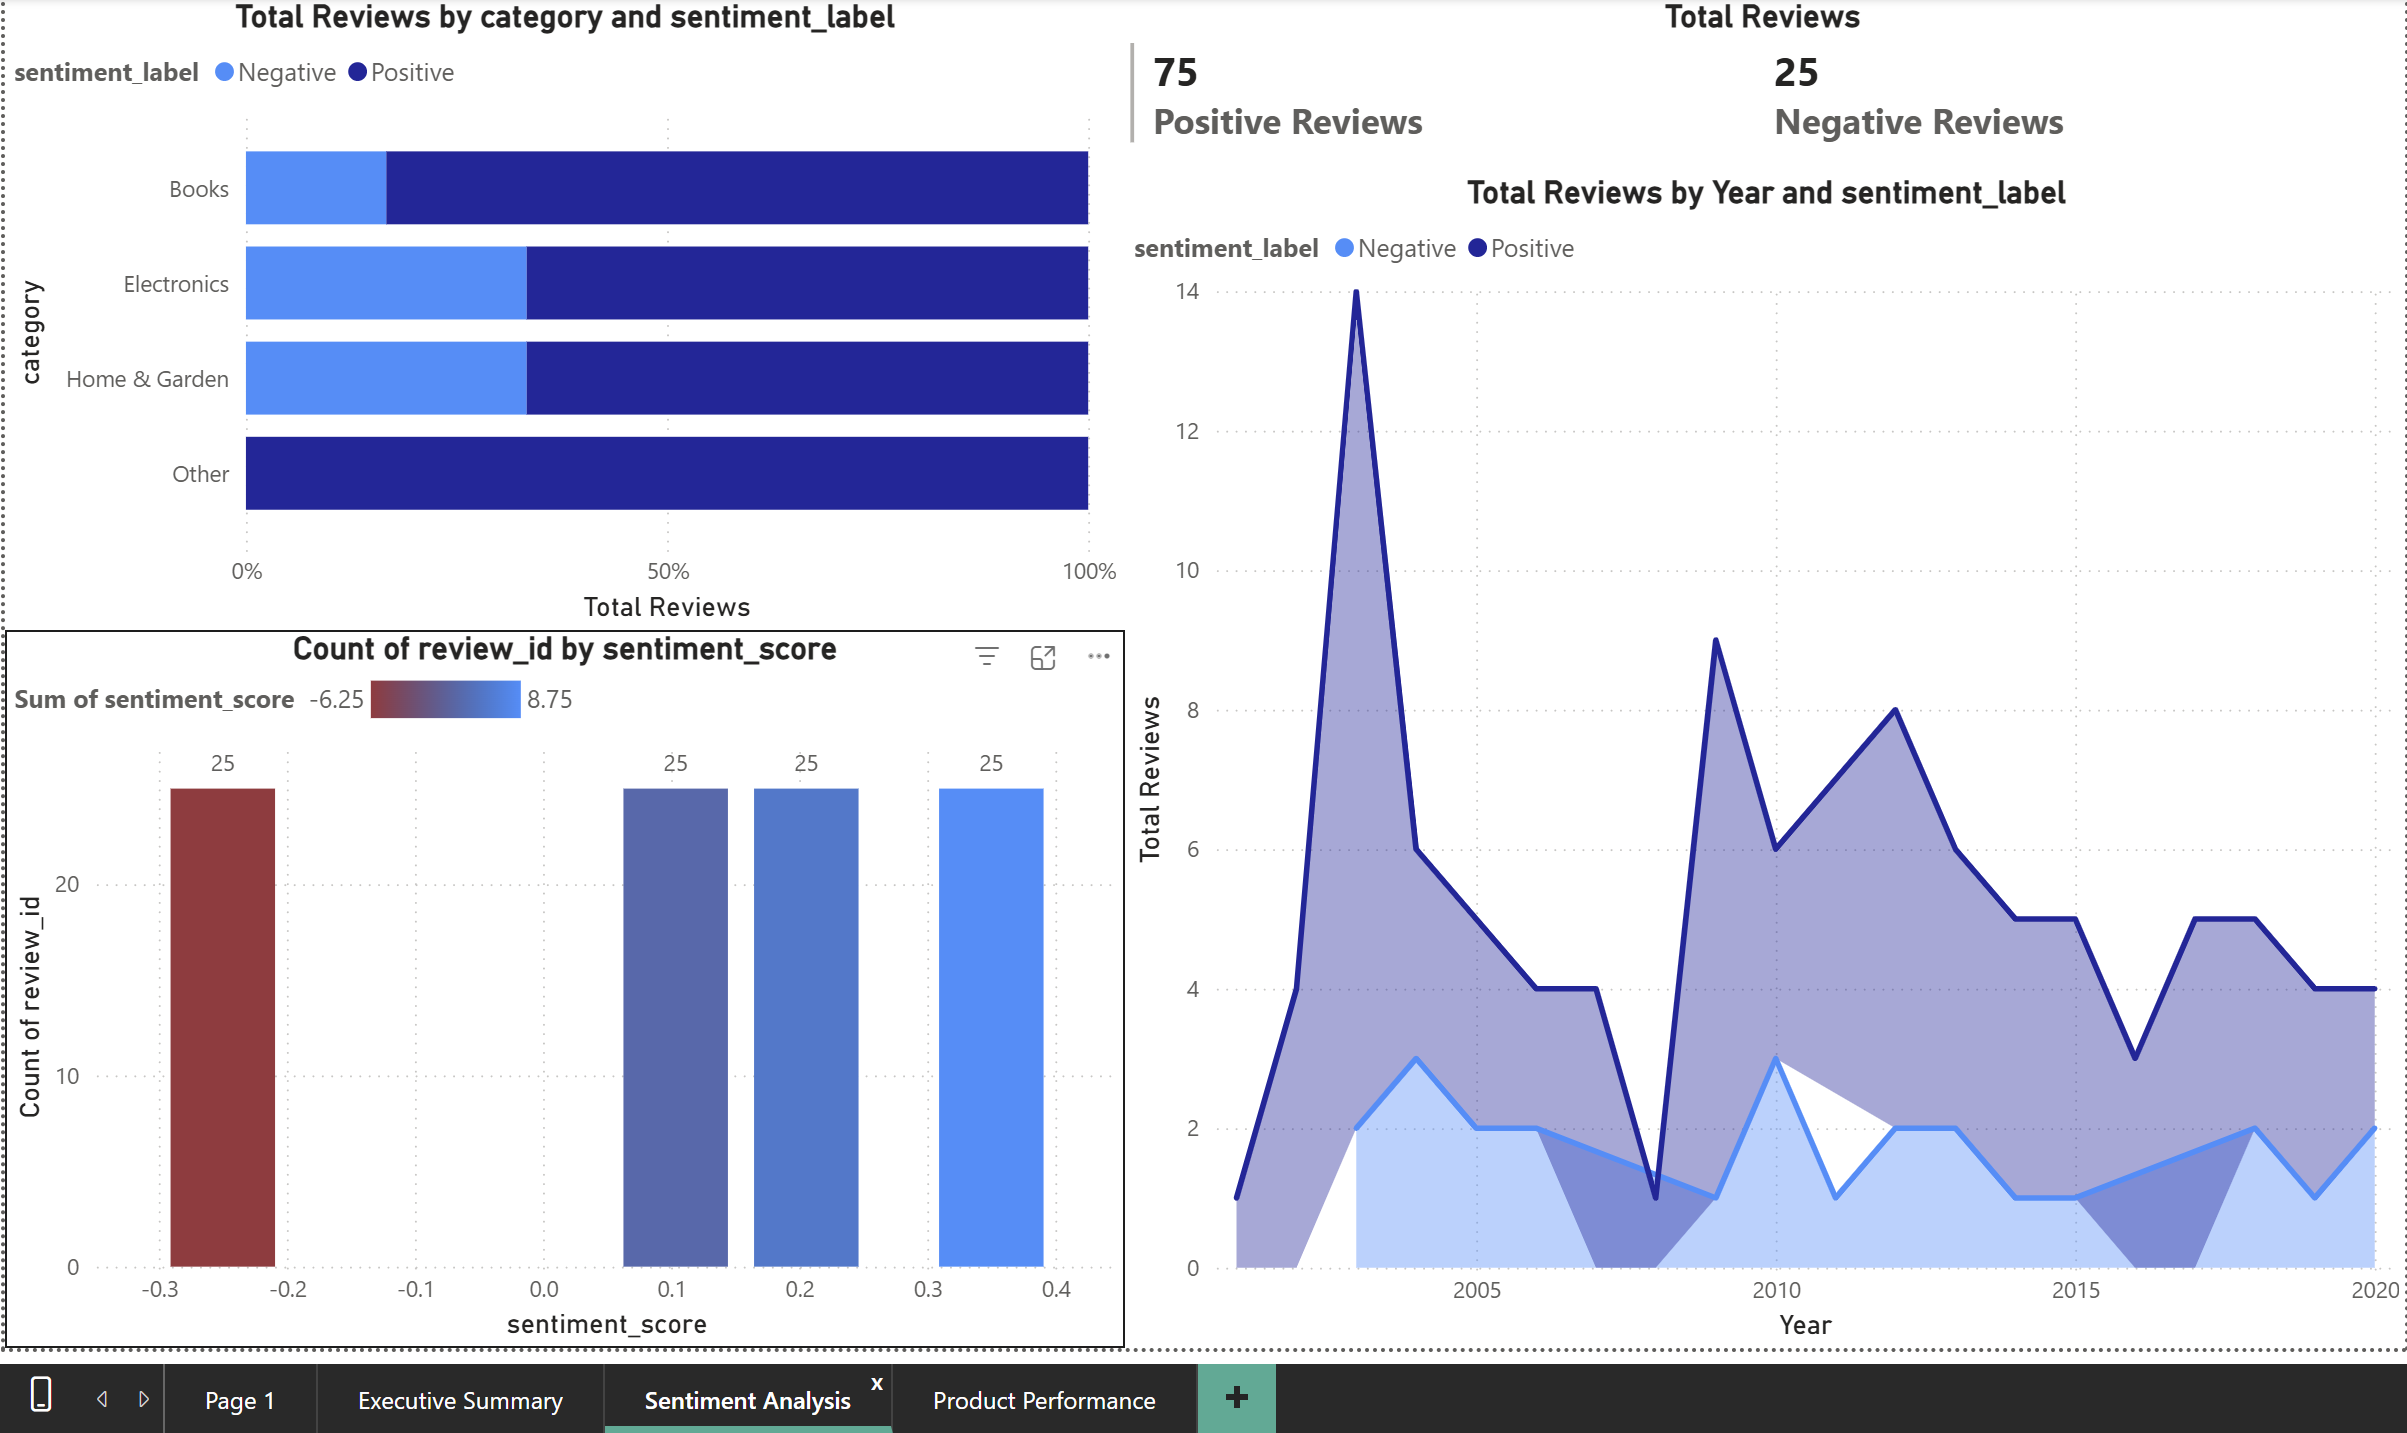 Total Reviews by category and sentiment_label
sentiment_label Negative Positive
category
Books
Electronics
Home & Garden
Other
0% 50% 100%
Total Reviews
Total Reviews
75
Positive Reviews
25
Negative Reviews
Total Reviews by Year and sentiment_label
sentiment_label Negative Positive
Total Reviews
14
12
10
8
6
4
2
0
2005 2010 2015 2020
Year
Count of review_id by sentiment_score
Sum of sentiment_score -6.25 8.75
Count of review_id
25 25 25 25
20
10
0
-0.3 -0.2 -0.1 0.0 0.1 0.2 0.3 0.4
sentiment_score
Page 1 Executive Summary Sentiment Analysis x Product Performance +